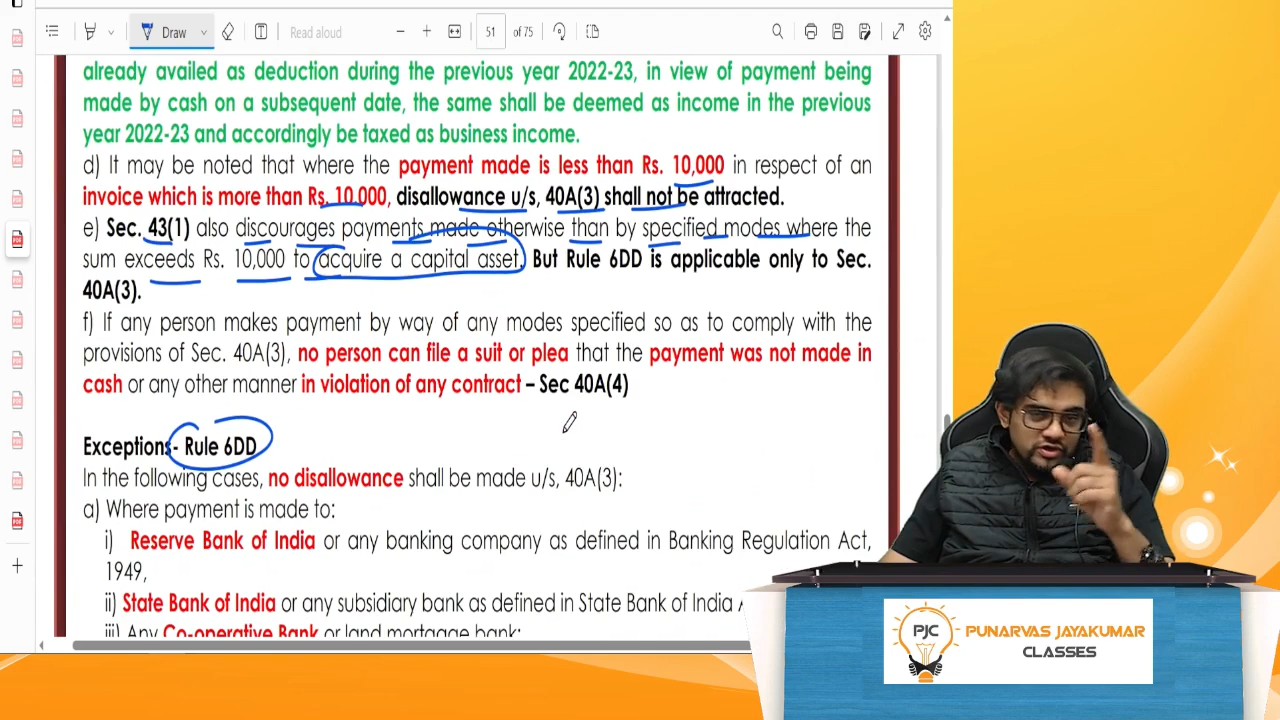 Draw
Read aloud
51
of 75
already availed as deduction during the previous year 2022-23, in view of payment being
made by cash on a subsequent date, the same shall be deemed as income in the previous
year 2022-23 and accordingly be taxed as business income.
d) It may be noted that where the payment made is less than Rs. 10,000 in respect of an
invoice which is more than Rs. 10,000, disallowance u/s, 40A(3) shall not be attracted.
e) Sec. 43(1) also discourages payments made otherwise than by specified modes where the
sum exceeds Rs. 10,000 to acquire a capital asset. But Rule 6DD is applicable only to Sec.
40A(3).
f) If any person makes payment by way of any modes specified so as to comply with the
provisions of Sec. 40A(3), no person can file a suit or plea that the payment was not made in
cash or any other manner in violation of any contract – Sec 40A(4)
Exceptions- Rule 6DD
In the following cases, no disallowance shall be made u/s, 40A(3):
a) Where payment is made to:
i) Reserve Bank of India or any banking company as defined in Banking Regulation Act,
1949,
ii) State Bank of India or any subsidiary bank as defined in State Bank of India
iii) Any Co-operative Bank or land mortgage bank;
PJC
PUNARVAS JAYAKUMAR
CLASSES